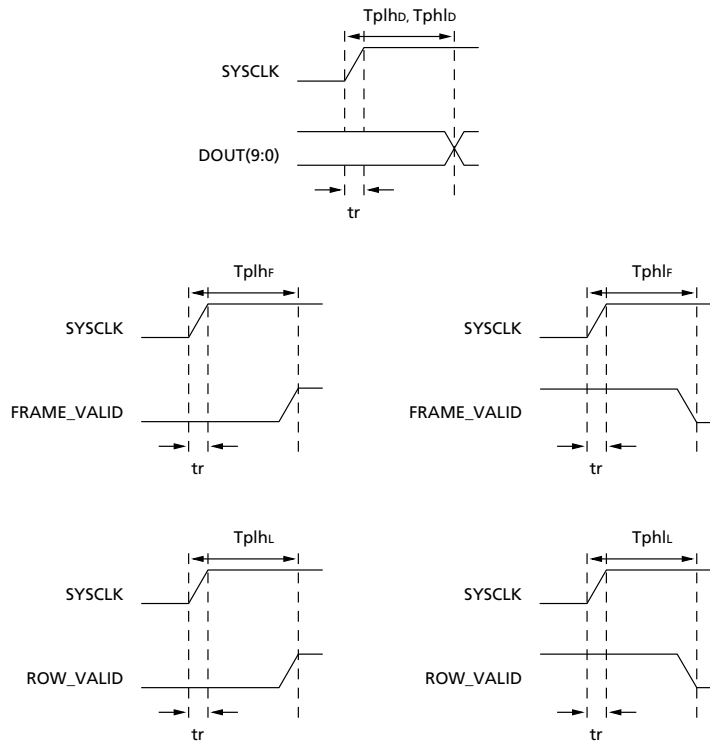 TplhD, TphlD
SYSCLK
DOUT(9:0)
tr
TplhF
SYSCLK
FRAME_VALID
tr
TphlF
SYSCLK
FRAME_VALID
tr
TplhL
SYSCLK
ROW_VALID
tr
TphlL
SYSCLK
ROW_VALID
tr